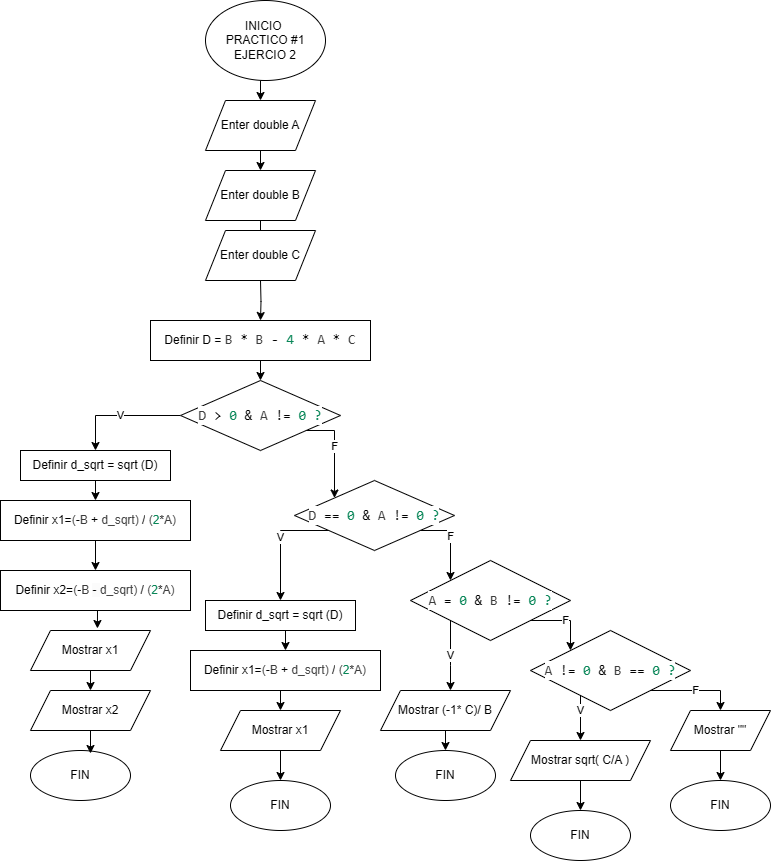 INICIO
PRACTICO #1
EJERCIO 2
Enter double A
Enter double B
Enter double C
Definir D = B * B - 4 * A * C
D > 0 & A != 0 ?
V
F
Definir d_sqrt = sqrt (D)
Definir x1=(-B + d_sqrt) / (2*A)
Definir x2=(-B - d_sqrt) / (2*A)
Mostrar x1
Mostrar x2
FIN
D == 0 & A != 0 ?
V
F
Definir d_sqrt = sqrt (D)
Definir x1=(-B + d_sqrt) / (2*A)
Mostrar x1
FIN
A = 0 & B != 0 ?
V
F
Mostrar (-1* C)/ B
FIN
A != 0 & B == 0 ?
V
F
Mostrar sqrt( C/A )
FIN
Mostrar ""
FIN